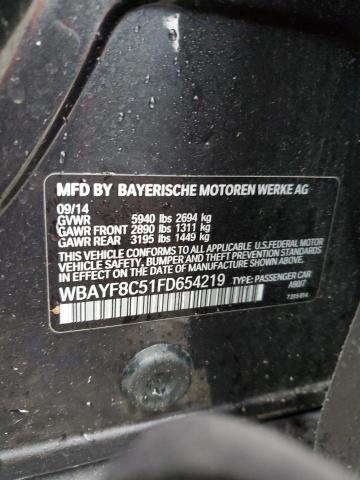 MFD BY BAYERISCHE MOTOREN WERKE AG
09/14
GVWR 5940 lbs 2694 kg
GAWR FRONT 2890 lbs 1311 kg
GAWR REAR 3195 lbs 1449 kg
THIS VEHICLE CONFORMS TO ALL APPLICABLE U.S. FEDERAL MOTOR
VEHICLE SAFETY, BUMPER, AND THEFT PREVENTION STANDARDS IN
EFFECT ON THE DATE OF MANUFACTURE SHOWN ABOVE.
WBAYF8C51FD654219 TYPE: PASSENGER CAR
A90/7